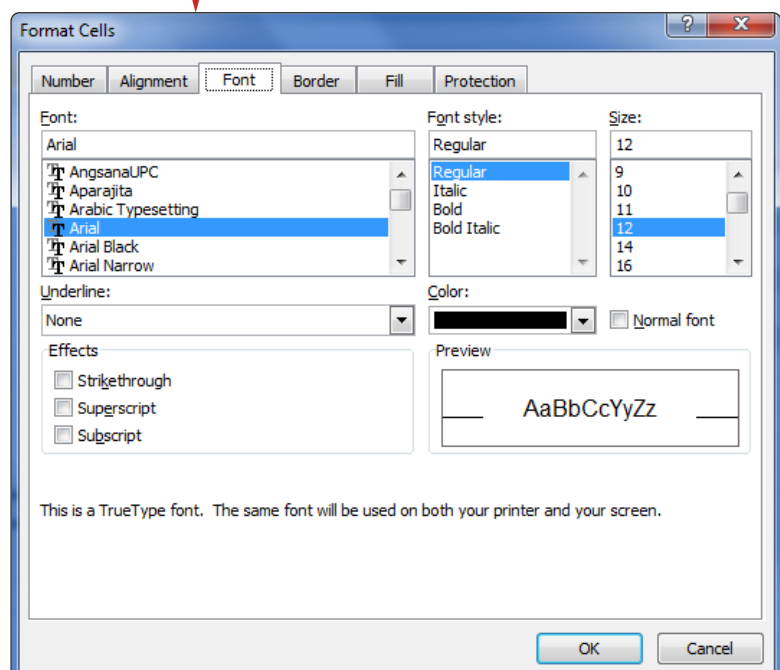 Format Cells
?
X
Number Alignment Font Border Fill Protection
Font: Font style: Size:
Arial Regular 12
AngsanaUPC Regular 9
Aparajita Italic 10
Arabic Typesetting Bold 11
Arial Bold Italic 12
Arial Black 14
Arial Narrow 16
Underline: Color:
None Normal font
Effects Preview
Strikethrough
Superscript AaBbCcYyZz
Subscript
This is a TrueType font. The same font will be used on both your printer and your screen.
OK Cancel